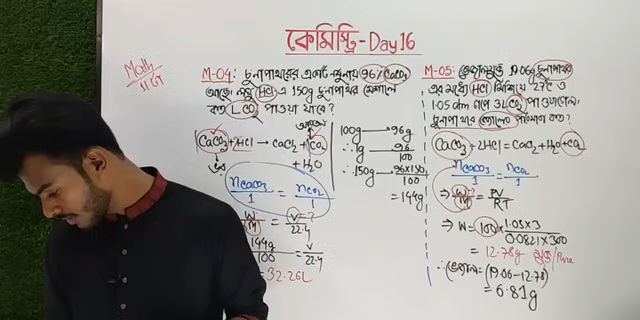 কেমিস্ট্রি-Day 16
Math
M-04: চুনাপাথরের একটি নমুনায় 96% CaCO3
আছে। লঘু HCl এ 150g চুনাপাথর মেশালে
কত L CO2 পাওয়া যাবে?
CaCO3 + 2HCl → CaCl2 + CO2
+ H2O
nCaCO3/1 = nCO2/1
W/M = V/22.4
144g/100 = V/22.4
= 32.26L
100g → 96g
∴ 1g → 96/100
∴ 150g → 96×150/100
= 144g
M-05: ভেজালযুক্ত 19.06g চুনাপাথর
এর মধ্যে HCl মিশিয়ে 27°C ও
1.05 atm চাপে 3L CO2 পাওয়া গেল।
চুনাপাথরে ভেজালের পরিমাণ কত?
CaCO3 + 2HCl → CaCl2 + H2O + CO2
nCaCO3/1 = nCO2/1
⇒ W/M = PV/RT
⇒ W = 100 × 1.05×3/0.0821×300
= 12.78g
/Pure
∴ ভেজাল = (19.06-12.78)
= 6.81g